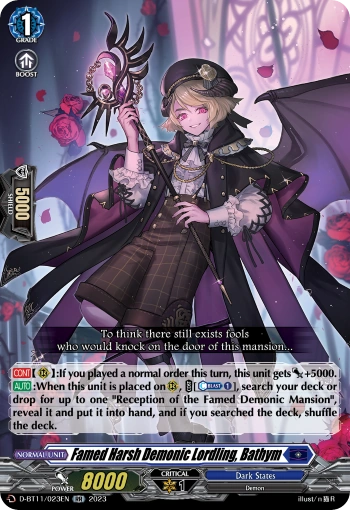 1
GRADE
BOOST
5000
SHIELD
To think there still exists fools
who would knock on the door of this mansion...
CONT【】:If you played a normal order this turn, this unit gets +5000.
AUTO:When this unit is placed on , [BLAST 1], search your deck or
drop for up to one "Reception of the Famed Demonic Mansion",
reveal it and put it into hand, and if you searched the deck, shuffle
the deck.
NORMAL UNIT
Famed Harsh Demonic Lordling, Bathym
POWER 8000
CRITICAL
1
Dark States
Demon
D-BT11/023EN RR 2023
illust/n猫R